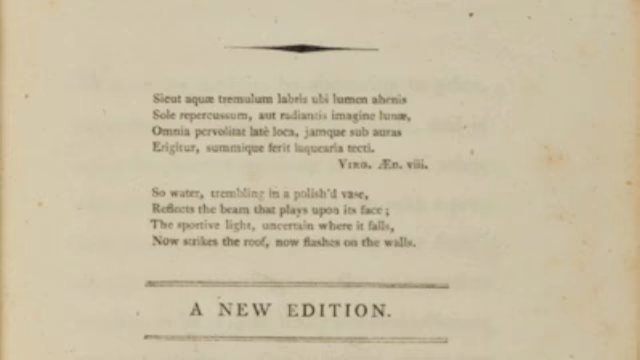 Sicut aquæ tremulum labris ubi lumen ahenis
Sole repercussum, aut radiantis imagine lunæ,
Omnia pervolitat latè loca, jamque sub auras
Erigitur, summique ferit laquearia tecti.
VIRG. Æn. viii.
So water, trembling in a polish'd vase,
Reflects the beam that plays upon its face;
The sportive light, uncertain where it falls,
Now strikes the roof, now flashes on the walls.
A NEW EDITION.